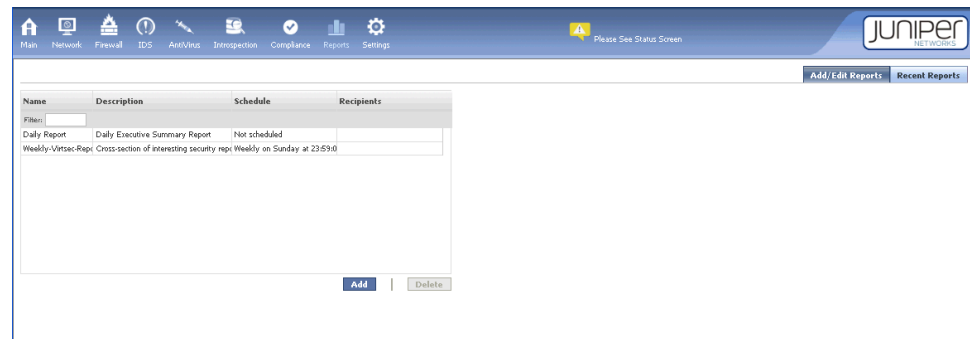 Main Network Firewall IDS AntiVirus Introspection Compliance Reports Settings
Please See Status Screen
JUNIPER
NETWORKS
Add/Edit Reports Recent Reports
Name Description Schedule Recipients
Filter:
Daily Report Daily Executive Summary Report Not scheduled
Weekly-Virtsec-Repo Cross-section of interesting security repo Weekly on Sunday at 23:59:0
Add | Delete